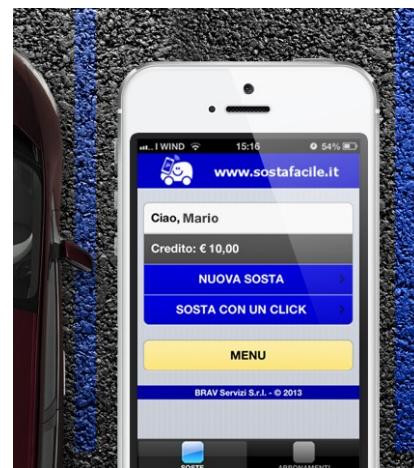 I WIND 15:16 54%
www.sostafacile.it
Ciao, Mario
Credito: € 10,00
NUOVA SOSTA
SOSTA CON UN CLICK
MENU
BRAV Servizi S.r.l. - © 2013
SOSTE ABBONAMENTI